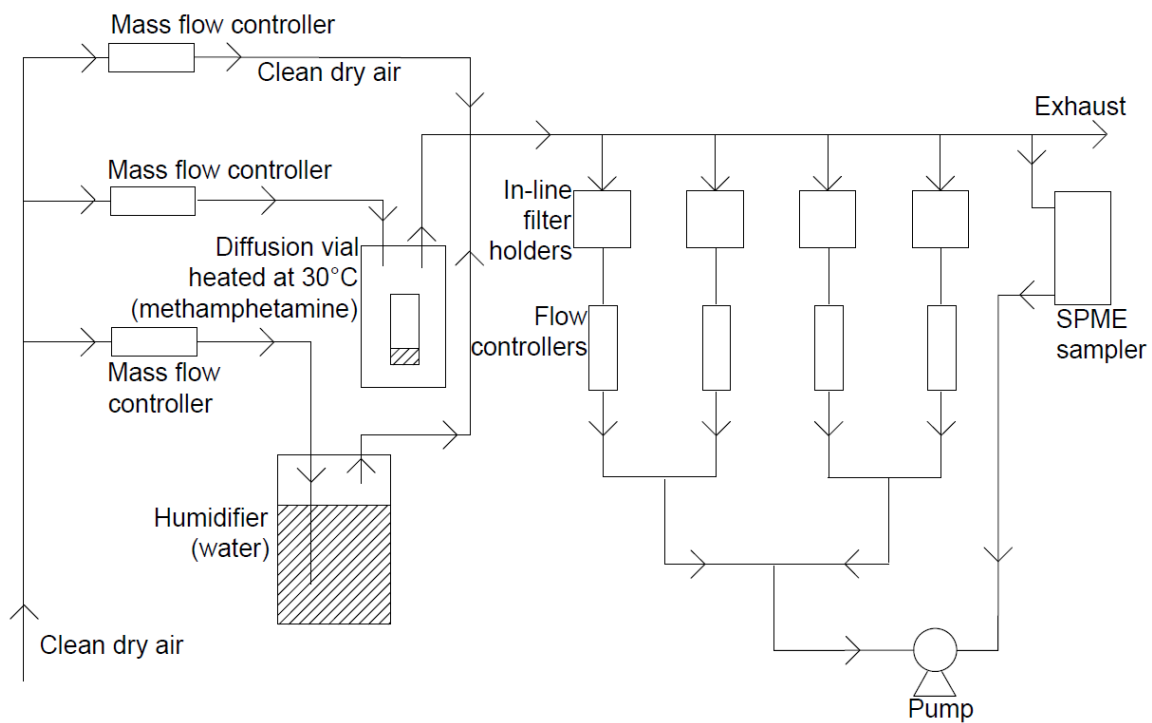 Mass flow controller
Clean dry air
Exhaust
Mass flow controller
In-line
filter
holders
Diffusion vial
heated at 30°C
(methamphetamine)
Flow
controllers
SPME
sampler
Mass flow
controller
Humidifier
(water)
Clean dry air
Pump